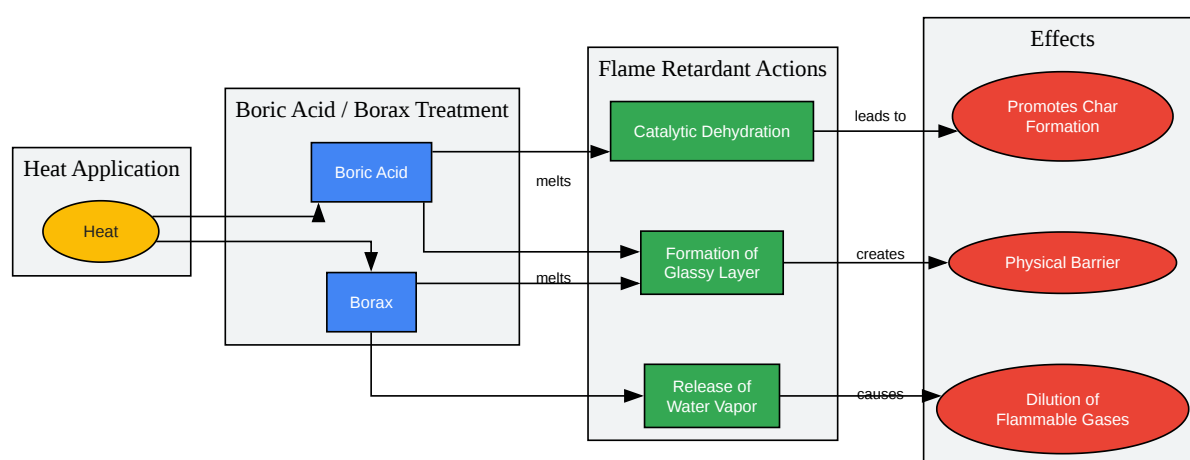 Heat Application
Heat
Boric Acid / Borax Treatment
Boric Acid
Borax
melts
melts
Flame Retardant Actions
Catalytic Dehydration
Formation of
Glassy Layer
Release of
Water Vapor
leads to
creates
causes
Effects
Promotes Char
Formation
Physical Barrier
Dilution of
Flammable Gases